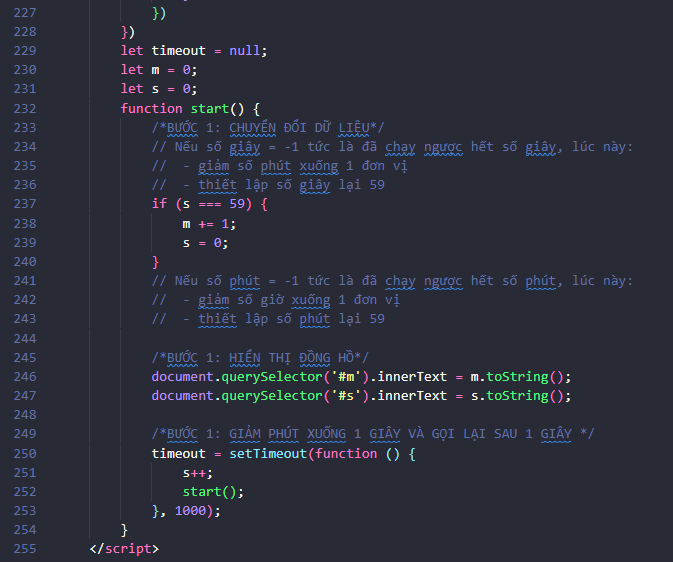 227                 })
228             })
229             let timeout = null;
230             let m = 0;
231             let s = 0;
232             function start() {
233                 /*BƯỚC 1: CHUYỂN ĐỔI DỮ LIỆU*/
234                 // Nếu số giây = -1 tức là đã chạy ngược hết số giây, lúc này:
235                 //  - giảm số phút xuống 1 đơn vị
236                 //  - thiết lập số giây lại 59
237                 if (s === 59) {
238                     m += 1;
239                     s = 0;
240                 }
241                 // Nếu số phút = -1 tức là đã chạy ngược hết số phút, lúc này:
242                 //  - giảm số giờ xuống 1 đơn vị
243                 //  - thiết lập số phút lại 59
244
245                 /*BƯỚC 1: HIỂN THỊ ĐỒNG HỒ*/
246                 document.querySelector('#m').innerText = m.toString();
247                 document.querySelector('#s').innerText = s.toString();
248
249                 /*BƯỚC 1: GIẢM PHÚT XUỐNG 1 GIÂY VÀ GỌI LẠI SAU 1 GIÂY */
250                 timeout = setTimeout(function () {
251                     s++;
252                     start();
253                 }, 1000);
254             }
255         </script>